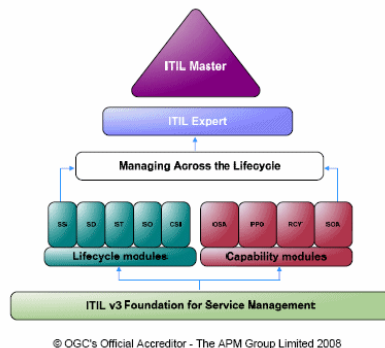 ITIL Master
ITIL Expert
Managing Across the Lifecycle
SS SD ST SO CSI OSA PPO RCV SOA
Lifecycle modules Capability modules
ITIL v3 Foundation for Service Management
© OGC's Official Accreditor - The APM Group Limited 2008